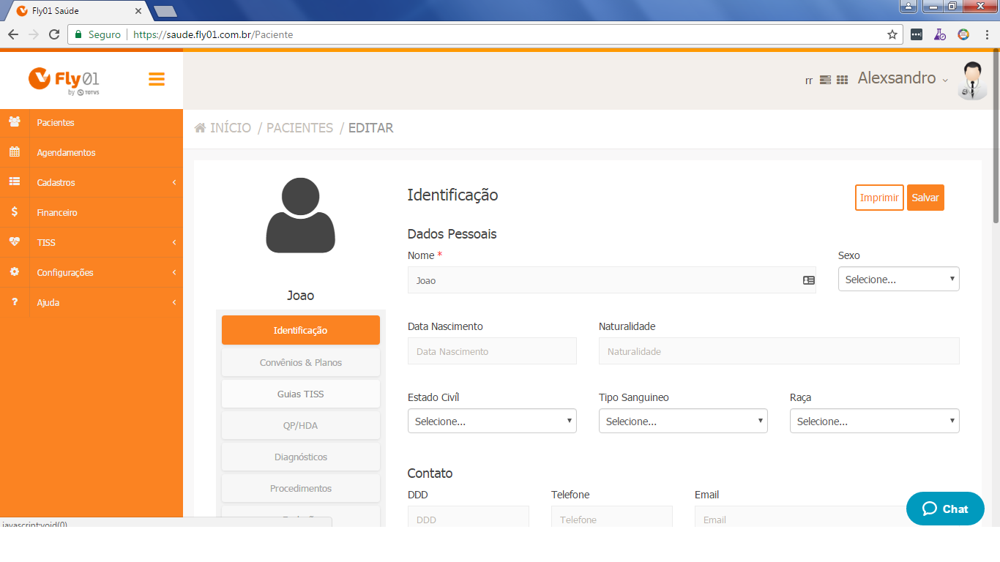 Fly01 Saúde
Seguro https://saude.fly01.com.br/Paciente
Fly01
by TOTVS
rr Alexsandro
Pacientes
Agendamentos
Cadastros
Financeiro
TISS
Configurações
Ajuda
INÍCIO / PACIENTES / EDITAR
Joao
Identificação
Convênios & Planos
Guias TISS
QP/HDA
Diagnósticos
Procedimentos
Identificação
Imprimir Salvar
Dados Pessoais
Nome * Sexo
Joao Selecione...
Data Nascimento Naturalidade
Data Nascimento Naturalidade
Estado Civíl Tipo Sanguineo Raça
Selecione... Selecione... Selecione...
Contato
DDD Telefone Email
DDD Telefone Email
Chat
javascript:void(0)